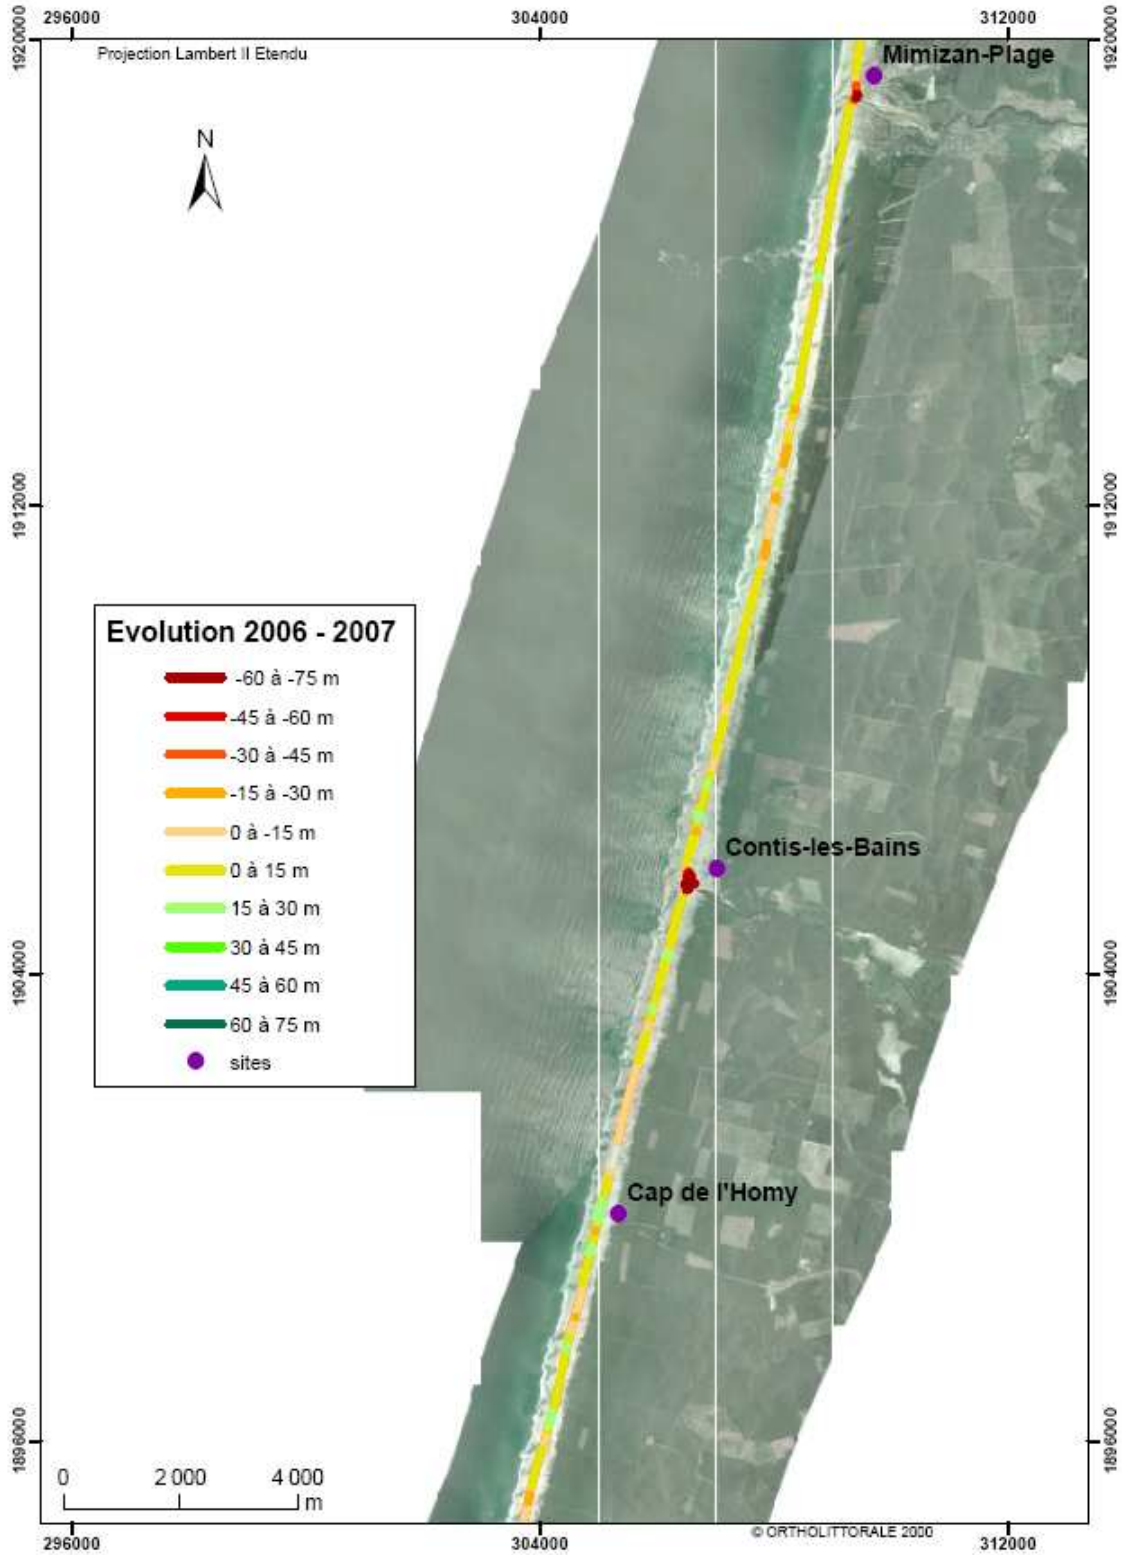 296000
304000
312000
1920000
1920000
Projection Lambert II Etendu
Mimizan-Plage
N
1912000
1912000
Evolution 2006 - 2007
-60 à -75 m
-45 à -60 m
-30 à -45 m
-15 à -30 m
0 à -15 m
0 à 15 m
15 à 30 m
30 à 45 m
45 à 60 m
60 à 75 m
sites
Contis-les-Bains
1904000
1904000
Cap de l'Homy
1896000
1896000
0
2 000
4 000
m
© ORTHOLITTORALE 2000
296000
304000
312000